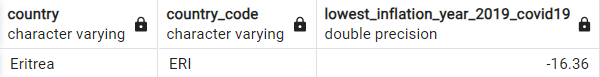 country country_code lowest_inflation_year_2019_covid19
character varying character varying double precision
Eritrea ERI -16.36